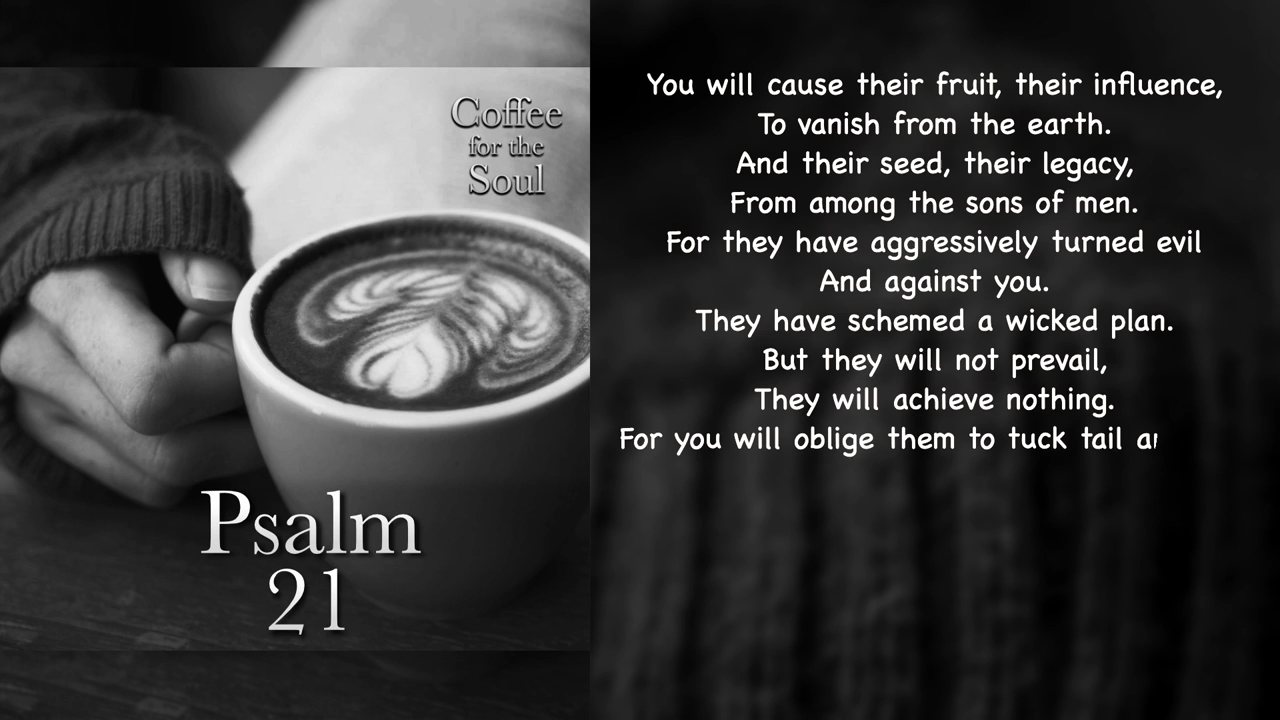 Coffee
for the
Soul
Psalm
21
You will cause their fruit, their influence,
To vanish from the earth.
And their seed, their legacy,
From among the sons of men.
For they have aggressively turned evil
And against you.
They have schemed a wicked plan.
But they will not prevail,
They will achieve nothing.
For you will oblige them to tuck tail